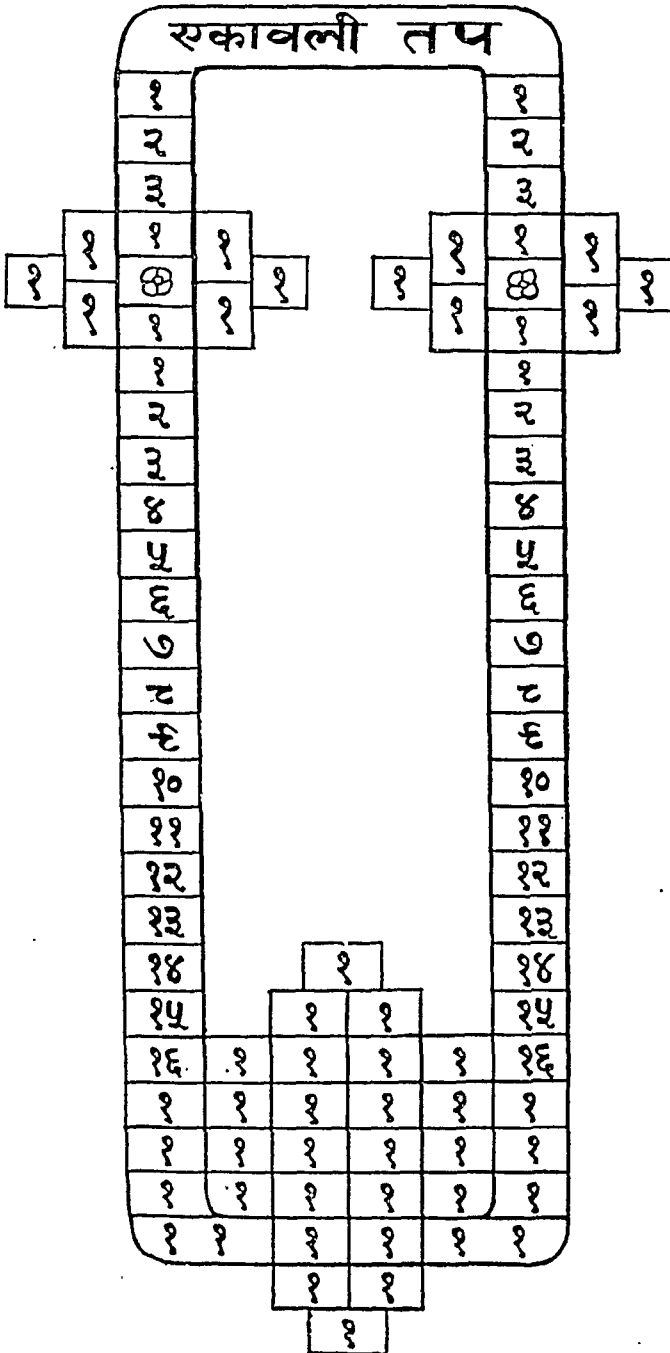 एकावली तप
१ १
२ २
३ ३
१ १ १ १ १ १
१ १ १ १
१ १ १ १ १ १
१ १
२ २
३ ३
४ ४
५ ५
६ ६
७ ७
८ ८
९ ९
१० १०
११ ११
१२ १२
१३ १३
१४ १ १४
१५ १ १ १५
१६ १ १ १ १ १६
१ १ १ १ १ १
१ १ १ १ १ १
१ १ १ १ १ १
१ १ १ १ १ १
१ १
१